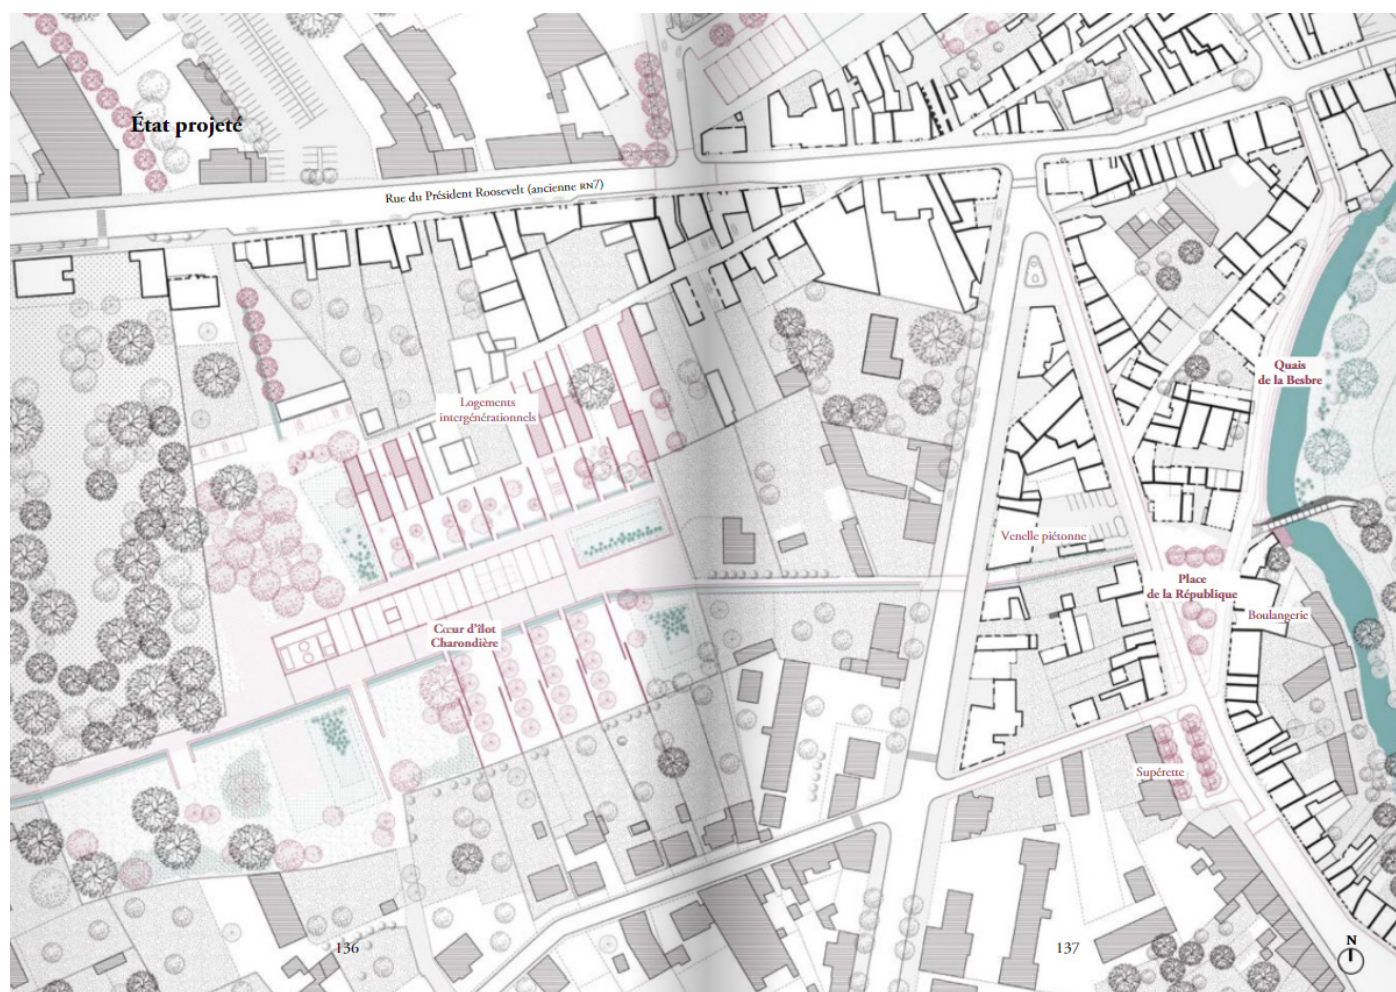 État projeté
Rue du Président Roosevelt (ancienne RN7)
Quais
de la Besbre
Logements
intergénérationnels
Venelle piétonne
Place
de la République
Boulangerie
Cœur d'îlot
Charondière
Supérette
136
137
N